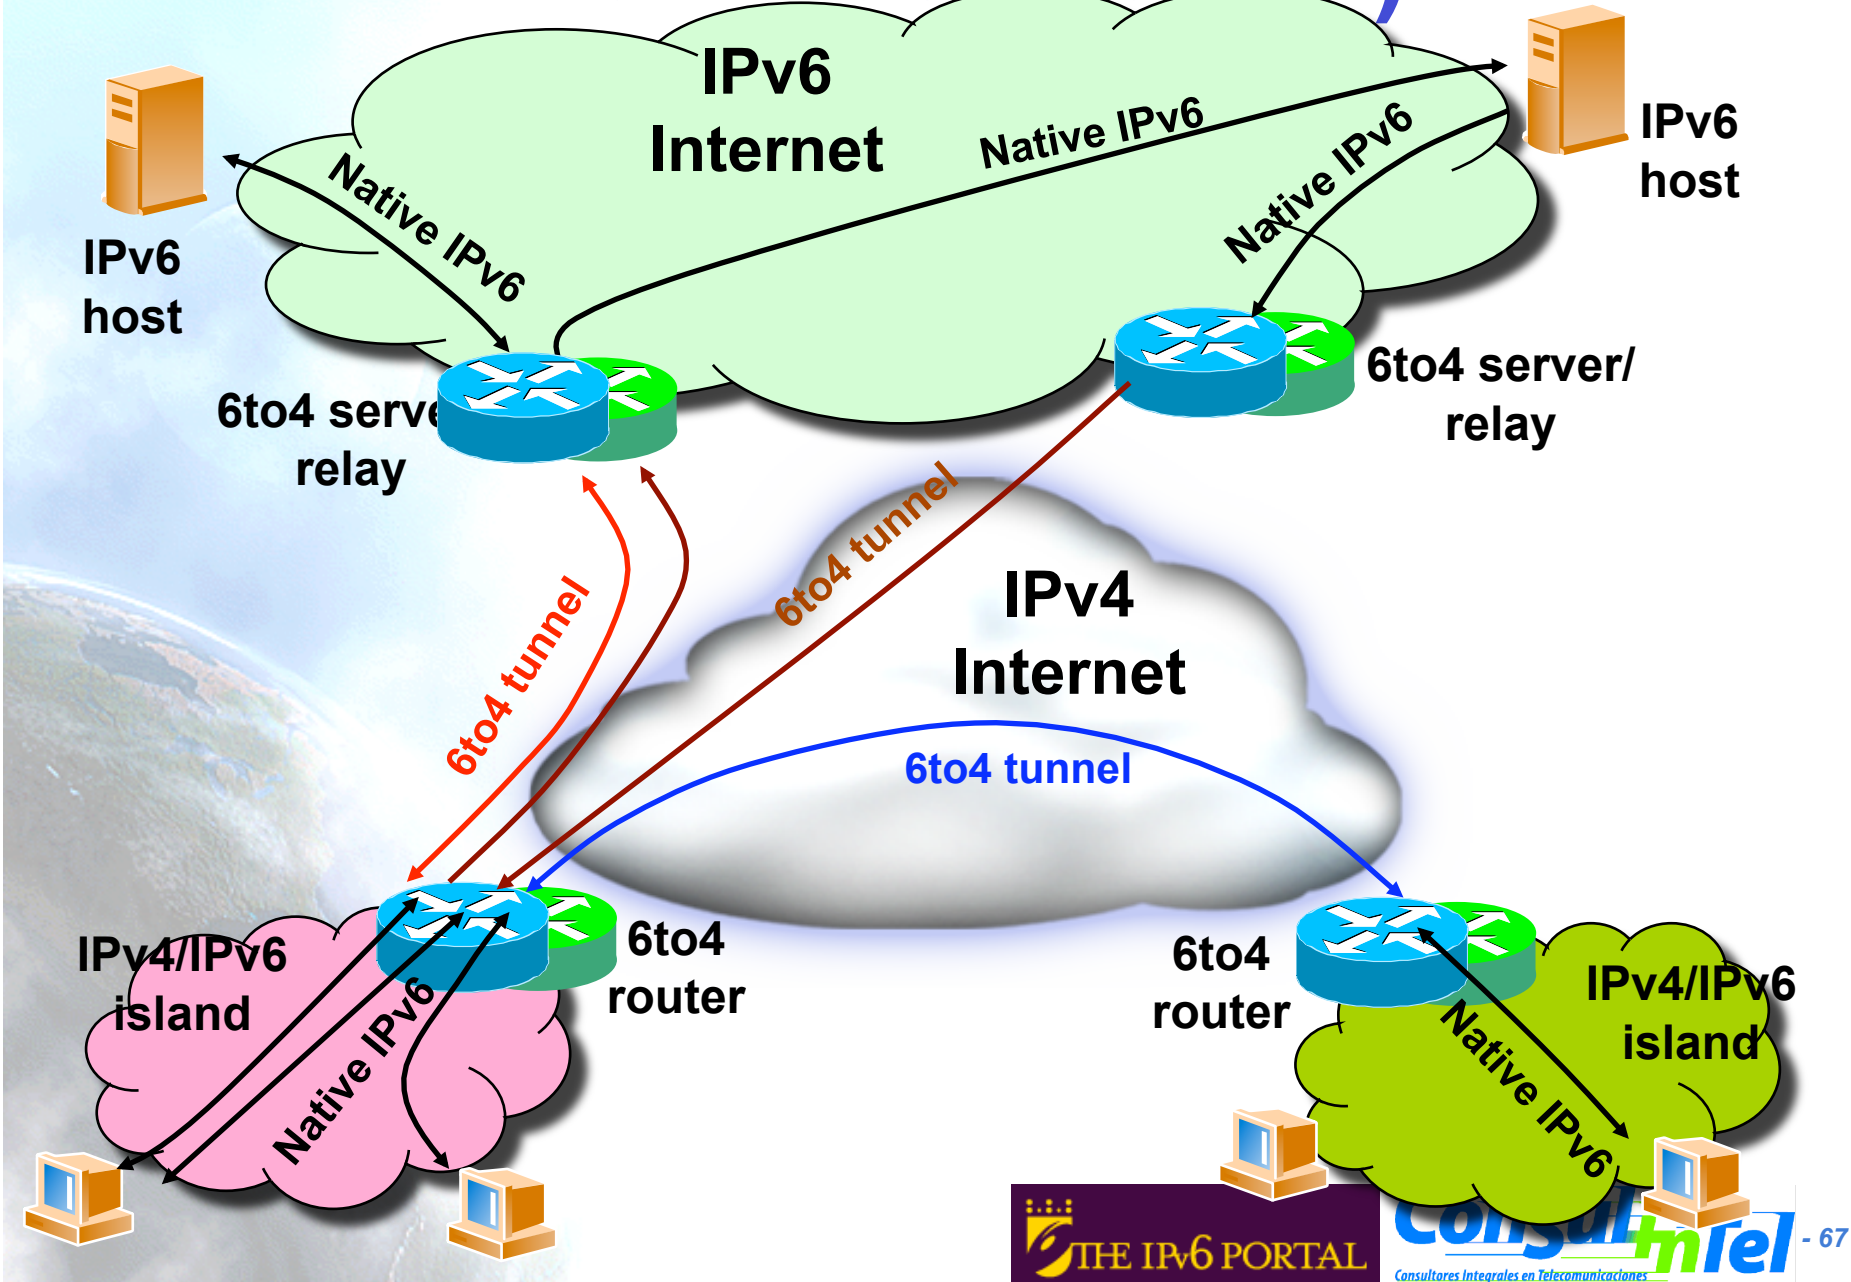 IPv6
Internet
Native IPv6
Native IPv6
Native IPv6
IPv6
host
IPv6
host
6to4 serve
relay
6to4 server/
relay
6to4 tunnel
6to4 tunnel
IPv4
Internet
6to4 tunnel
IPv4/IPv6
island
6to4
router
6to4
router
IPv4/IPv6
island
Native IPv6
Native IPv6
THE IPv6 PORTAL
Consulintel
Consultores Integrales en Telecomunicaciones
- 67